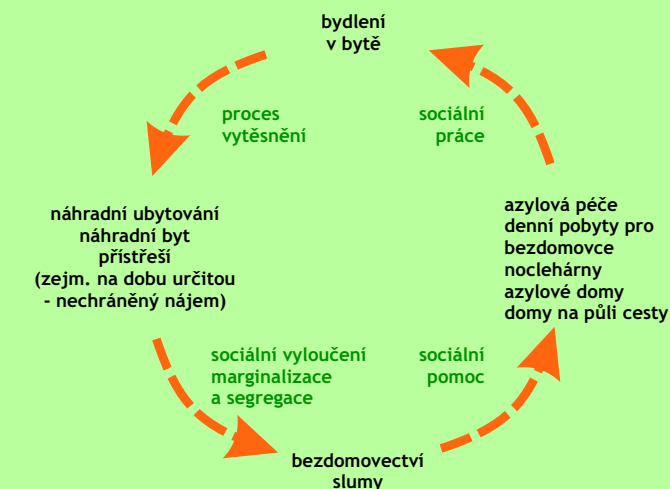 bydlení
v bytě
proces
vytěsnění
sociální
práce
náhradní ubytování
náhradní byt
přístřeší
(zejm. na dobu určitou
- nechráněný nájem)
azylová péče
denní pobyty pro
bezdomovce
noclehárny
azylové domy
domy na půli cesty
sociální vyloučení
marginalizace
a segregace
sociální
pomoc
bezdomovectví
slumy